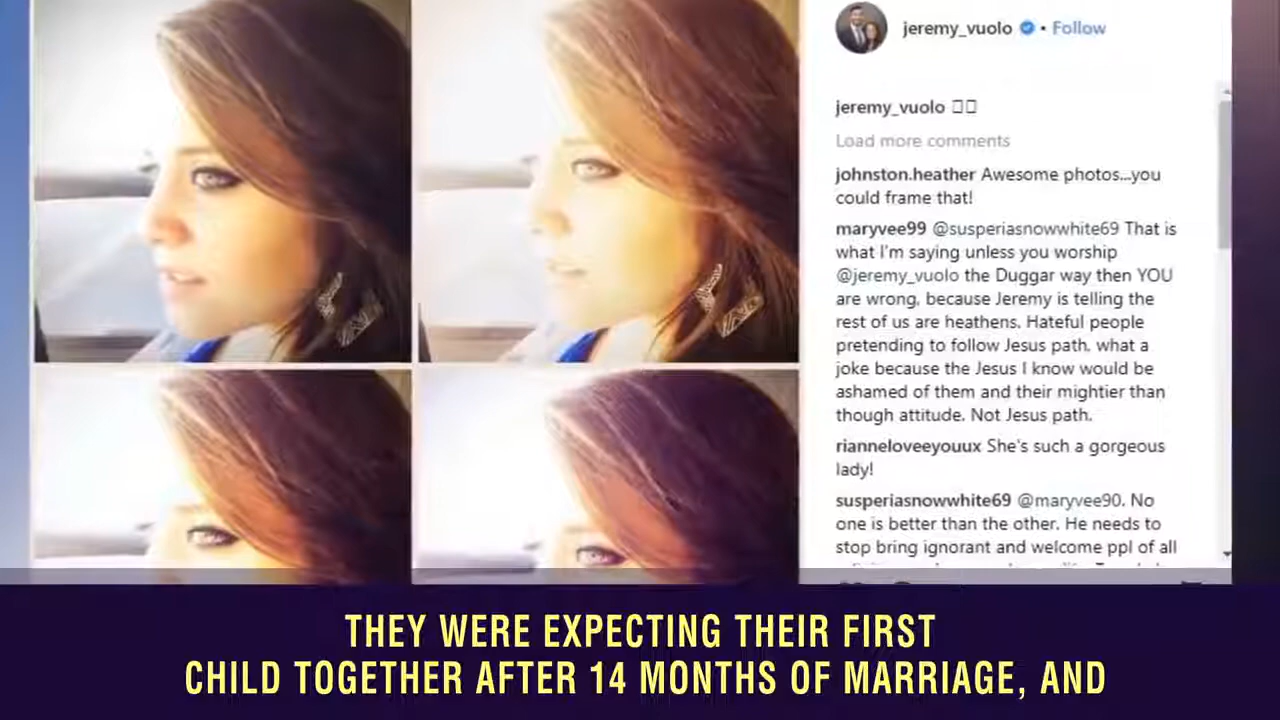 jeremy_vuolo • Follow
jeremy_vuolo
Load more comments
johnston.heather Awesome photos...you
could frame that!
maryvee99 @susperiasnowwhite69 That is
what I'm saying unless you worship
@jeremy_vuolo the Duggar way then YOU
are wrong, because Jeremy is telling the
rest of us are heathens. Hateful people
pretending to follow Jesus path. what a
joke because the Jesus I know would be
ashamed of them and their mightier than
though attitude. Not Jesus path.
rianneloveeyouux She's such a gorgeous
lady!
susperiasnowwhite69 @maryvee90. No
one is better than the other. He needs to
stop bring ignorant and welcome ppl of all
THEY WERE EXPECTING THEIR FIRST
CHILD TOGETHER AFTER 14 MONTHS OF MARRIAGE, AND